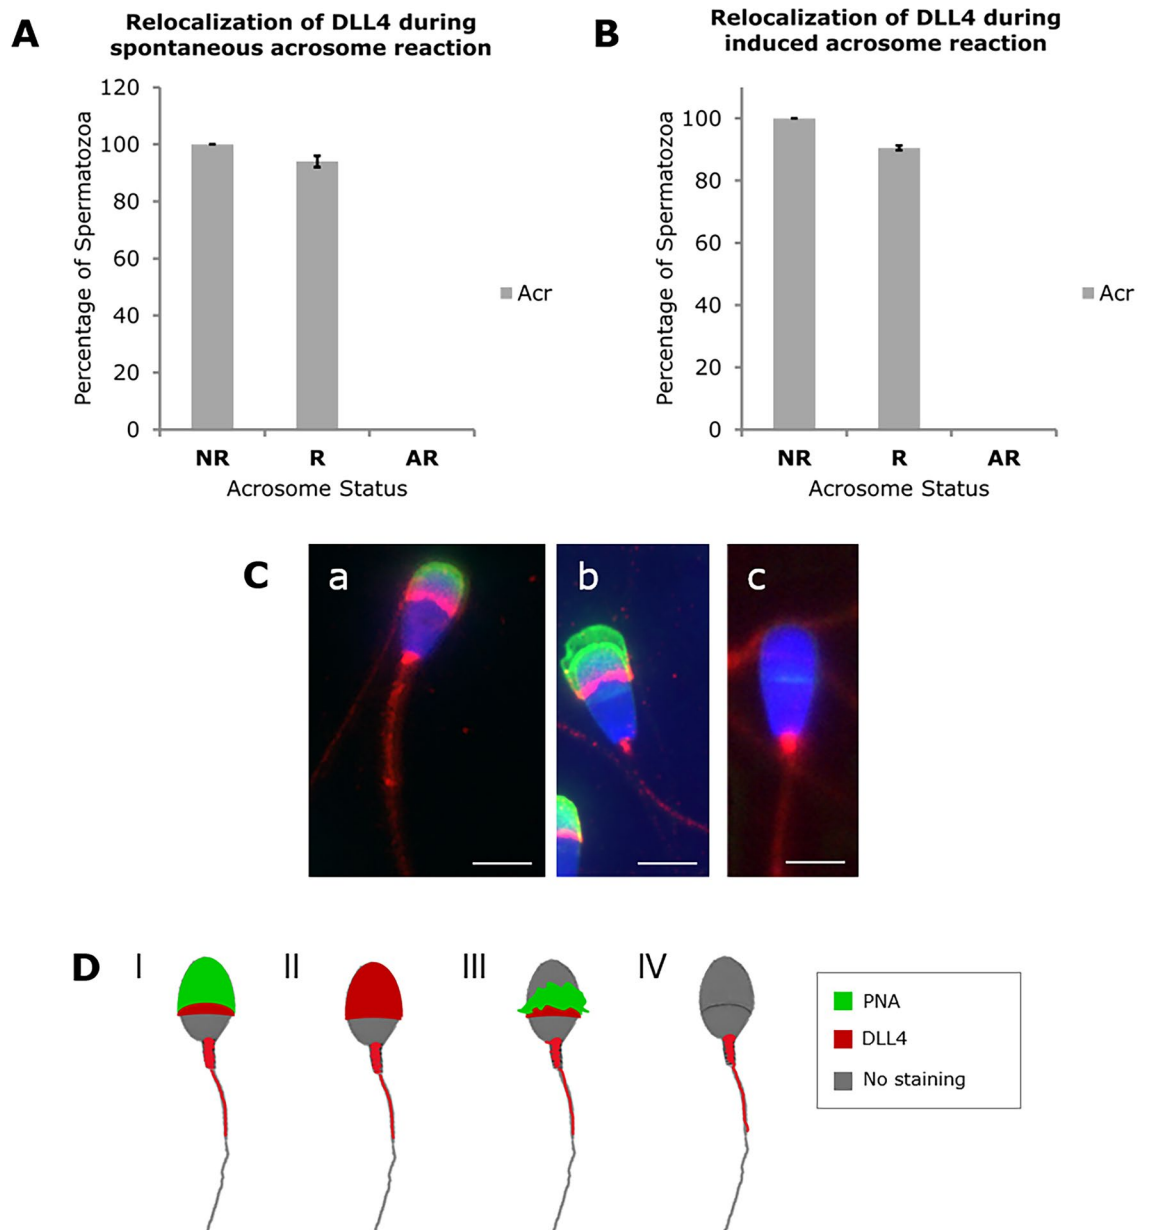 A
Relocalization of DLL4 during
spontaneous acrosome reaction
120
100
80
60
40
20
0
Percentage of Spermatozoa
NR R AR
Acrosome Status
Acr
B
Relocalization of DLL4 during
induced acrosome reaction
100
80
60
40
20
0
Percentage of Spermatozoa
NR R AR
Acrosome Status
Acr
C
a
b
c
D
I
II
III
IV
PNA
DLL4
No staining